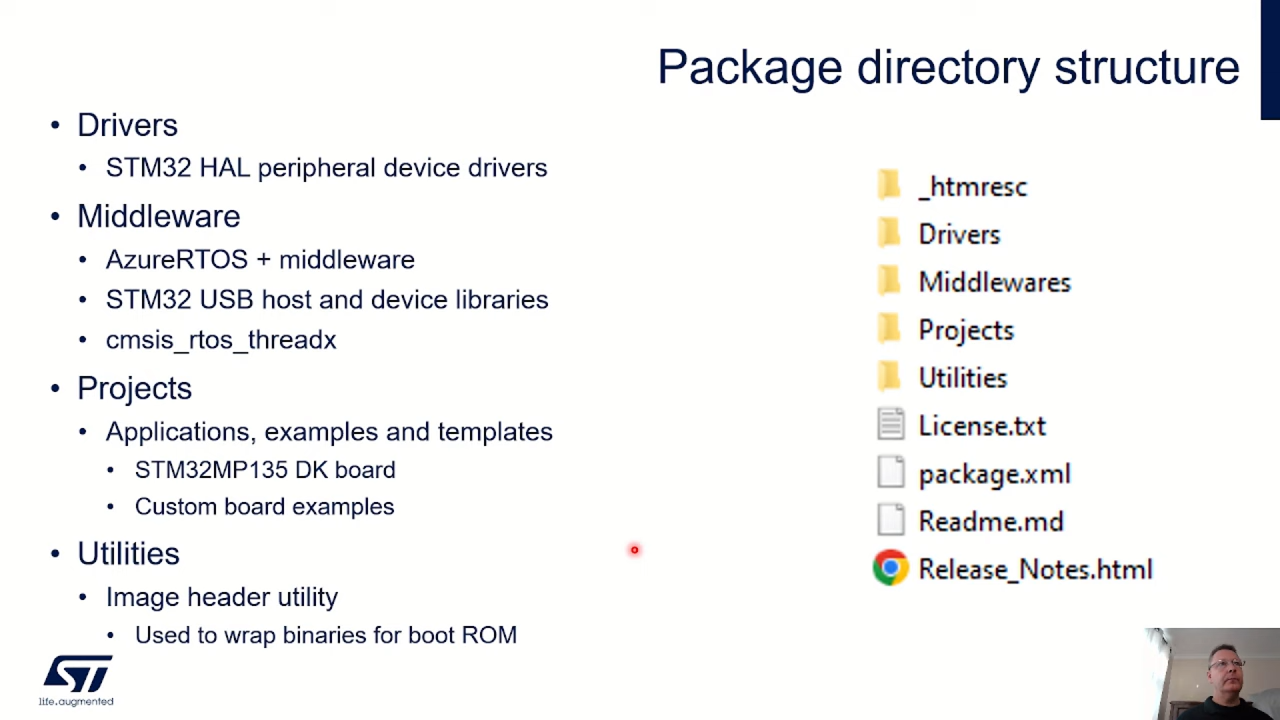 Package directory structure
• Drivers
• STM32 HAL peripheral device drivers
• Middleware
• AzureRTOS + middleware
• STM32 USB host and device libraries
• cmsis_rtos_threadx
• Projects
• Applications, examples and templates
• STM32MP135 DK board
• Custom board examples
• Utilities
• Image header utility
• Used to wrap binaries for boot ROM
_htmresc
Drivers
Middlewares
Projects
Utilities
License.txt
package.xml
Readme.md
Release_Notes.html
ST
life.augmented